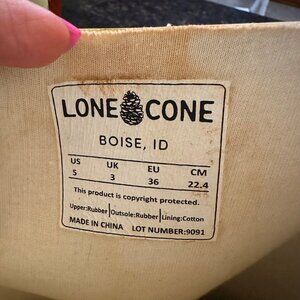 LONE CONE
BOISE, ID
US UK EU CM
5 3 36 22.4
This product is copyright protected.
Upper:Rubber | Outsole:Rubber | Lining:Cotton
MADE IN CHINA LOT NUMBER:9091